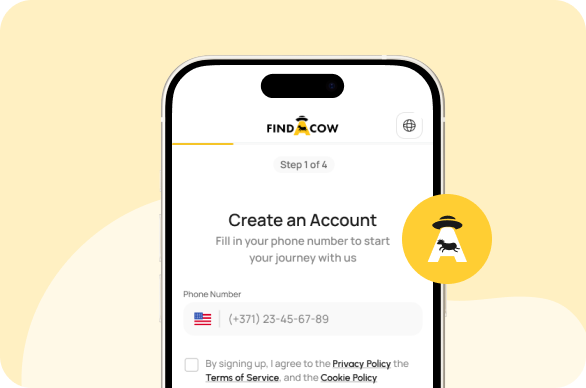 FIND A COW
Step 1 of 4
Create an Account
Fill in your phone number to start
your journey with us
Phone Number
(+371) 23-45-67-89
By signing up, I agree to the Privacy Policy the
Terms of Service, and the Cookie Policy